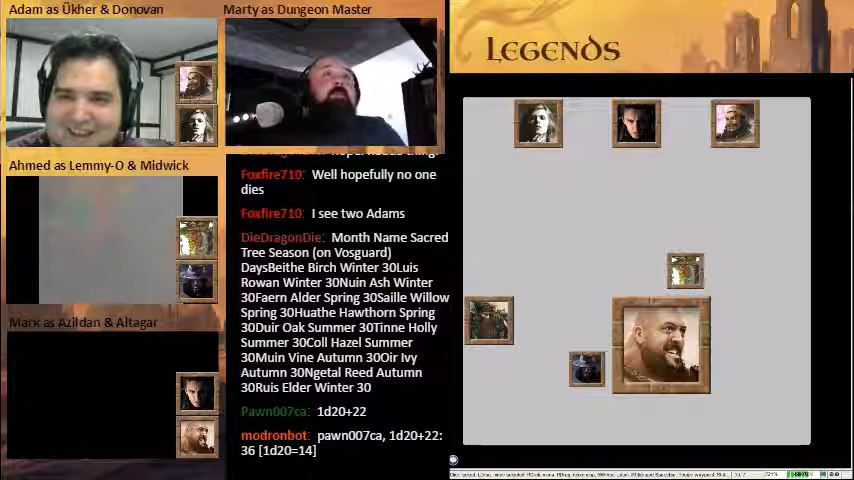 Adam as Ükher & Donovan
Marty as Dungeon Master
LEGENDS
Ahmed as Lemmy-O & Midwick
Mark as Azildan & Altagar
Foxfire710: Well hopefully no one
dies
Foxfire710: I see two Adams
DieDragonDie: Month Name Sacred
Tree Season (on Vosguard)
DaysBeithe Birch Winter 30Luis
Rowan Winter 30Nuin Ash Winter
30Faern Alder Spring 30Saille Willow
Spring 30Huathe Hawthorn Spring
30Duir Oak Summer 30Tinne Holly
Summer 30Coll Hazel Summer
30Muin Vine Autumn 30Oir Ivy
Autumn 30Ngetal Reed Autumn
30Ruis Elder Winter 30
Pawn007ca: 1d20+22
modronbot: pawn007ca, 1d20+22:
36 [1d20=14]